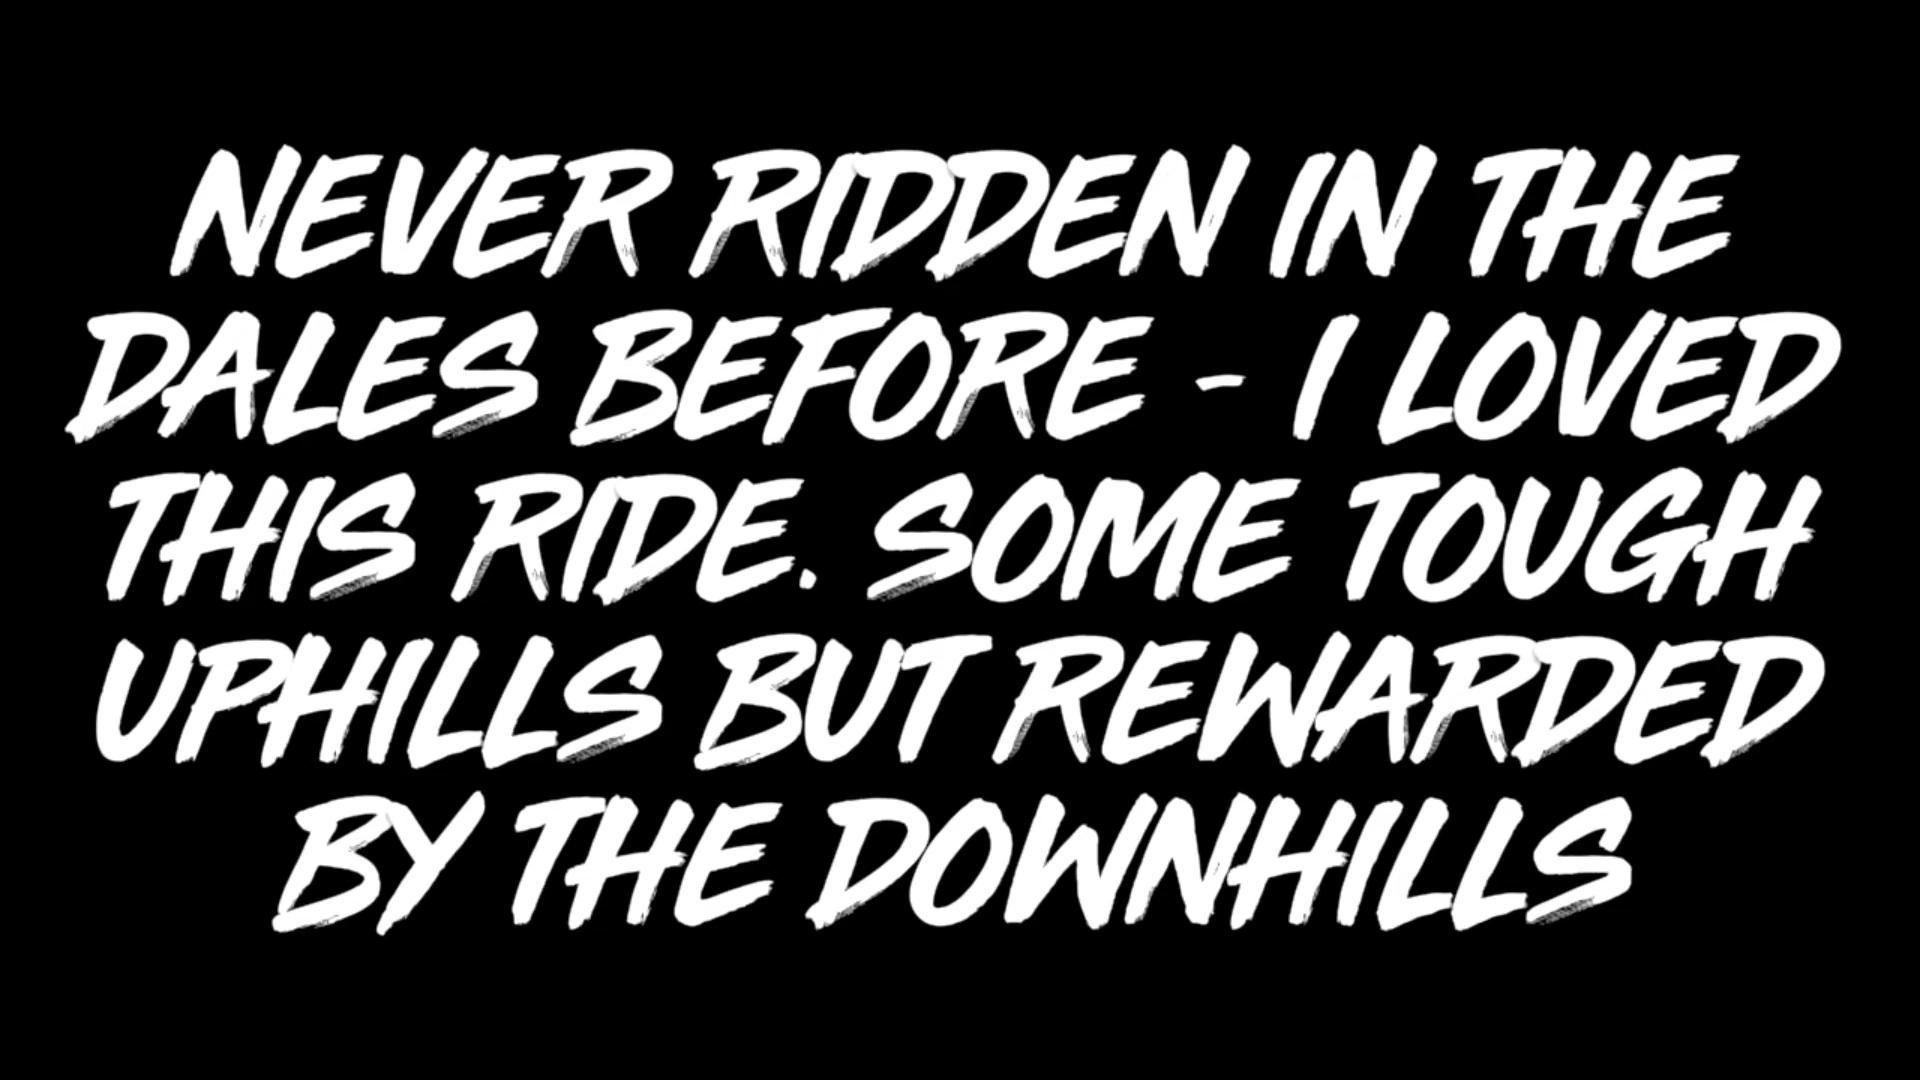 NEVER RIDDEN IN THE
DALES BEFORE - I LOVED
THIS RIDE. SOME TOUGH
UPHILLS BUT REWARDED
BY THE DOWNHILLS